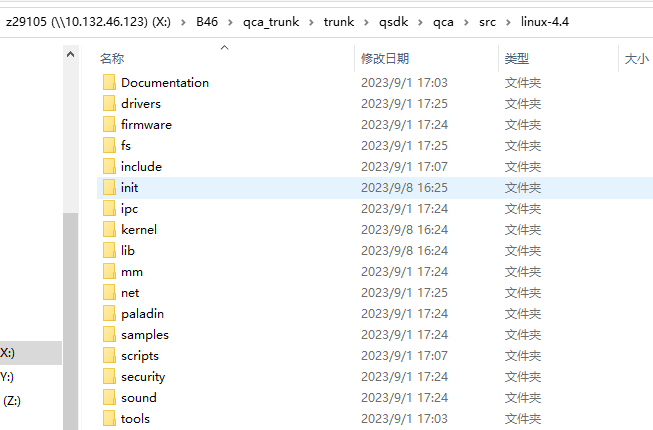 z29105 (\\10.132.46.123) (X:) > B46 > qca_trunk > trunk > qsdk > qca > src > linux-4.4
名称 修改日期 类型 大小
Documentation 2023/9/1 17:03 文件夹
drivers 2023/9/1 17:25 文件夹
firmware 2023/9/1 17:24 文件夹
fs 2023/9/1 17:25 文件夹
include 2023/9/1 17:07 文件夹
init 2023/9/8 16:25 文件夹
ipc 2023/9/1 17:24 文件夹
kernel 2023/9/8 16:24 文件夹
lib 2023/9/8 16:24 文件夹
mm 2023/9/1 17:24 文件夹
net 2023/9/1 17:25 文件夹
paladin 2023/9/1 17:24 文件夹
samples 2023/9/1 17:24 文件夹
X:) scripts 2023/9/1 17:07 文件夹
Y:) security 2023/9/1 17:24 文件夹
(Z:) sound 2023/9/1 17:24 文件夹
tools 2023/9/1 17:03 文件夹